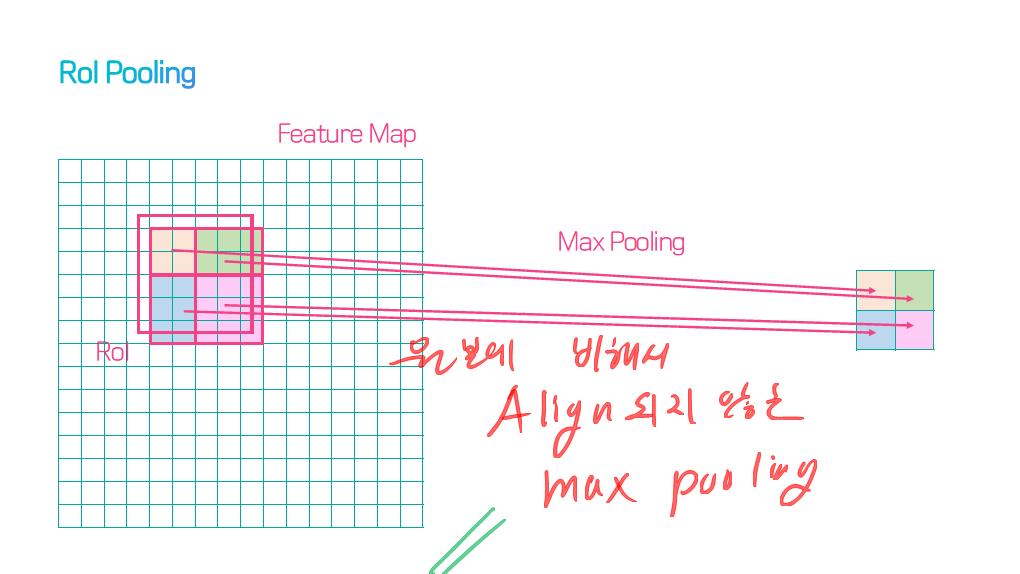 RoI Pooling
Feature Map
Max Pooling
RoI
원본에 비해서
Align되지 않은
max pooling